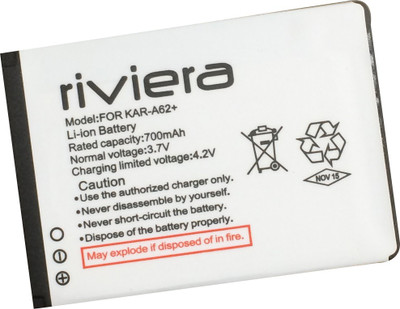 riviera
Model:FOR KAR-A62+
Li-ion Battery
Rated capacity:700mAh
Normal voltage:3.7V
Charging limited voltage:4.2V
Caution
• Use the authorized charger only.
• Never disassembly by yourself.
• Never short-circuit the battery.
• Dispose of the battery properly.
May explode if disposed of in fire.
NOV 15